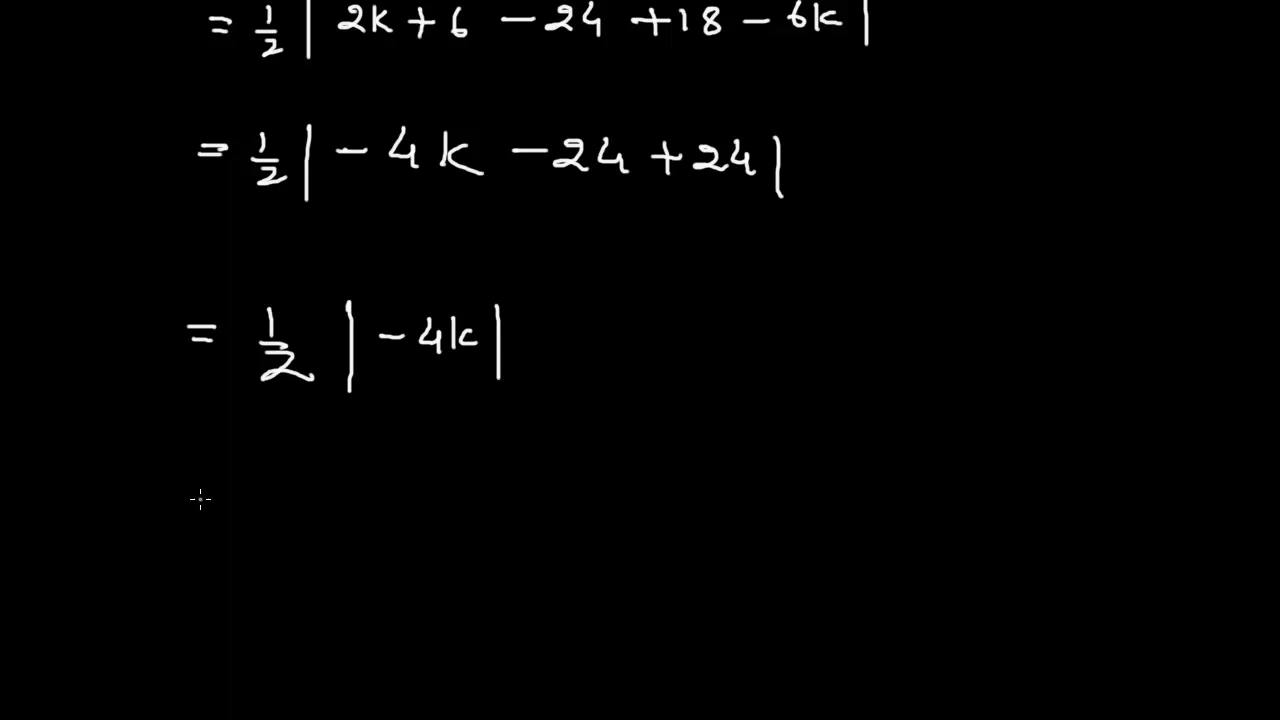 = 1/2 | 2k + 6 - 24 + 18 - 6k |
= 1/2 | - 4k - 24 + 24 |
= 1/2 | - 4k |